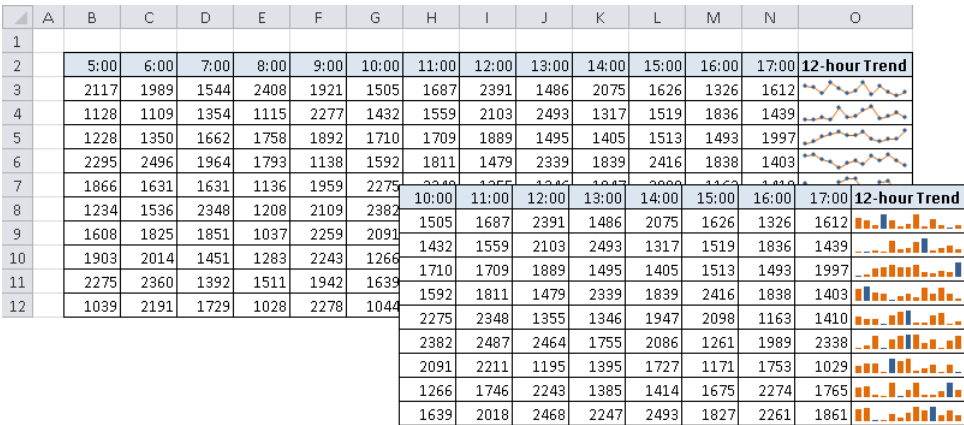 A B C D E F G H I J K L M N O
1
2 5:00 6:00 7:00 8:00 9:00 10:00 11:00 12:00 13:00 14:00 15:00 16:00 17:00 12-hour Trend
3 2117 1989 1544 2408 1921 1505 1687 2391 1486 2075 1626 1326 1612
4 1128 1109 1354 1115 2277 1432 1559 2103 2493 1317 1519 1836 1439
5 1228 1350 1662 1758 1892 1710 1709 1889 1495 1405 1513 1493 1997
6 2295 2496 1964 1793 1138 1592 1811 1479 2339 1839 2416 1838 1403
7 1866 1631 1631 1136 1959 2275
8 1234 1536 2348 1208 2109 2382
9 1608 1825 1851 1037 2259 2091
10 1903 2014 1451 1283 2243 1266
11 2275 2360 1392 1511 1942 1639
12 1039 2191 1729 1028 2278 1044
10:00 11:00 12:00 13:00 14:00 15:00 16:00 17:00 12-hour Trend
1505 1687 2391 1486 2075 1626 1326 1612
1432 1559 2103 2493 1317 1519 1836 1439
1710 1709 1889 1495 1405 1513 1493 1997
1592 1811 1479 2339 1839 2416 1838 1403
2275 2348 1355 1346 1947 2098 1163 1410
2382 2487 2464 1755 2086 1261 1989 2338
2091 2211 1195 1395 1727 1171 1753 1029
1266 1746 2243 1385 1414 1675 2274 1765
1639 2018 2468 2247 2493 1827 2261 1861